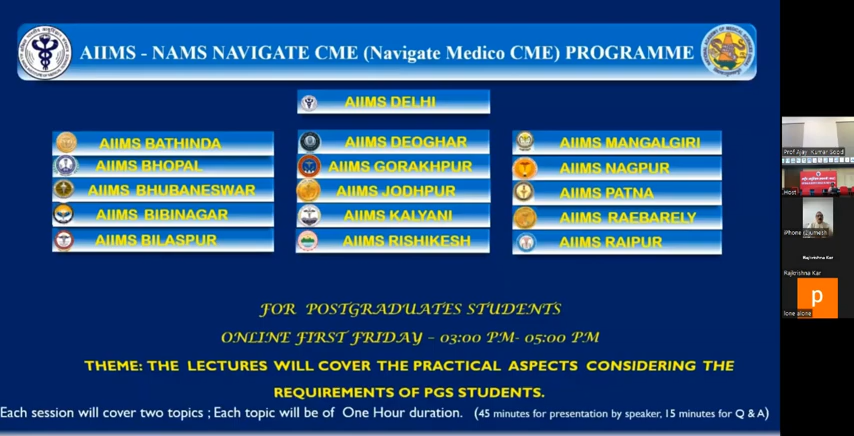 AIIMS - NAMS NAVIGATE CME (Navigate Medico CME) PROGRAMME
AIIMS DELHI
AIIMS BATHINDA
AIIMS BHOPAL
AIIMS BHUBANESWAR
AIIMS BIBINAGAR
AIIMS BILASPUR
AIIMS DEOGHAR
AIIMS GORAKHPUR
AIIMS JODHPUR
AIIMS KALYANI
AIIMS RISHIKESH
AIIMS MANGALGIRI
AIIMS NAGPUR
AIIMS PATNA
AIIMS RAEBARELY
AIIMS RAIPUR
FOR POSTGRADUATES STUDENTS
ONLINE FIRST FRIDAY – 03:00 PM- 05:00 PM
THEME: THE LECTURES WILL COVER THE PRACTICAL ASPECTS CONSIDERING THE
REQUIREMENTS OF PGS STUDENTS.
Each session will cover two topics ; Each topic will be of One Hour duration. (45 minutes for presentation by speaker, 15 minutes for Q & A)
Prof Ajay Kumar Sood
Host
iPhone
Rajkrishna Kar
Rajkrishna Kar
p
lone alone